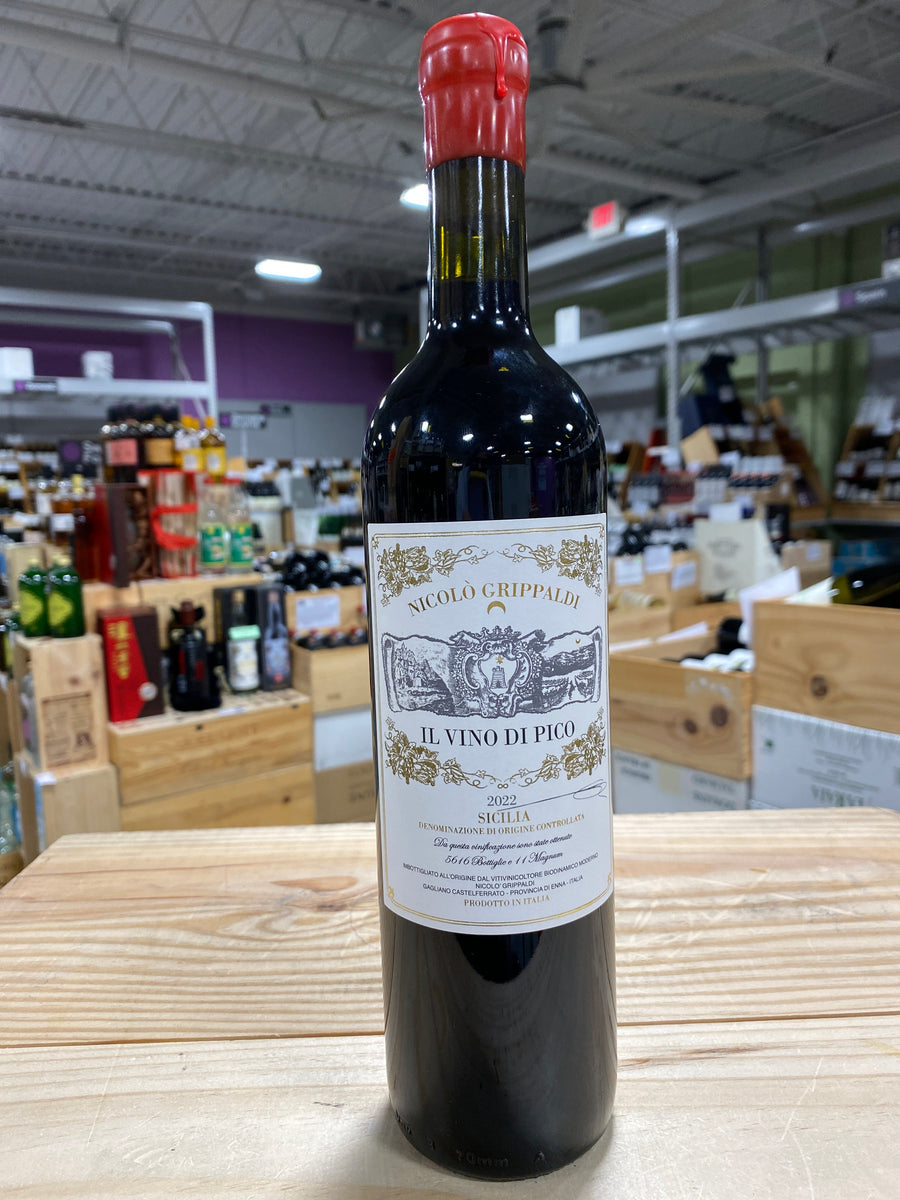 NICOLÒ GRIPPALDI
IL VINO DI PICO
2022
SICILIA
DENOMINAZIONE DI ORIGINE CONTROLLATA
Da questa vinificazione sono state ottenute
5616 Bottiglie e 11 Magnum
IMBOTTIGLIATO ALL'ORIGINE DAL VITIVINICOLTORE BIODINAMICO MODERNO
NICOLO' GRIPPALDI
GAGLIANO CASTELFERRATO - PROVINCIA DI ENNA - ITALIA
PRODOTTO IN ITALIA
70mm